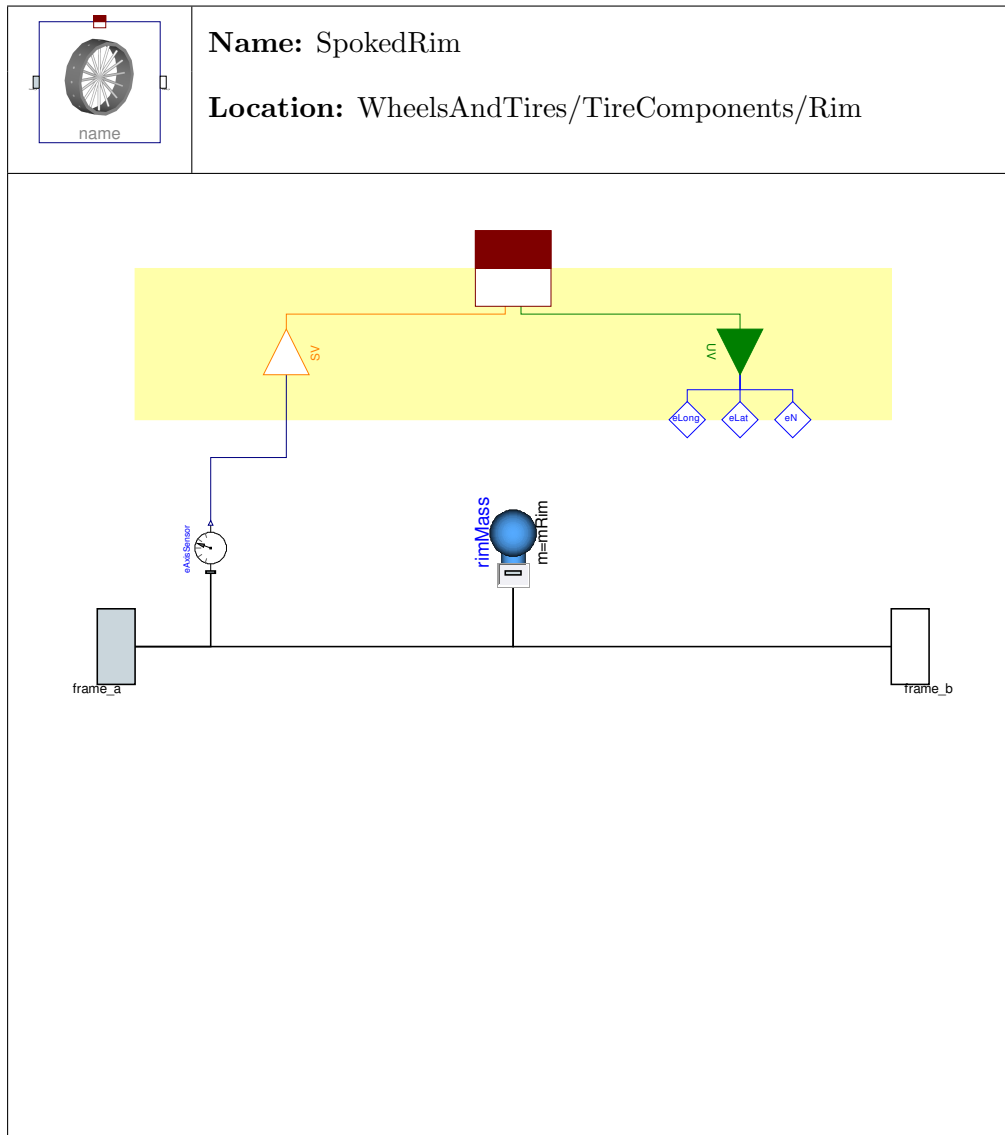 Name: SpokedRim
name
Location: WheelsAndTires/TireComponents/Rim
SV
UV
eLong
eLat
eN
eAxisSensor
rimMass
m=mRim
frame_a
frame_b